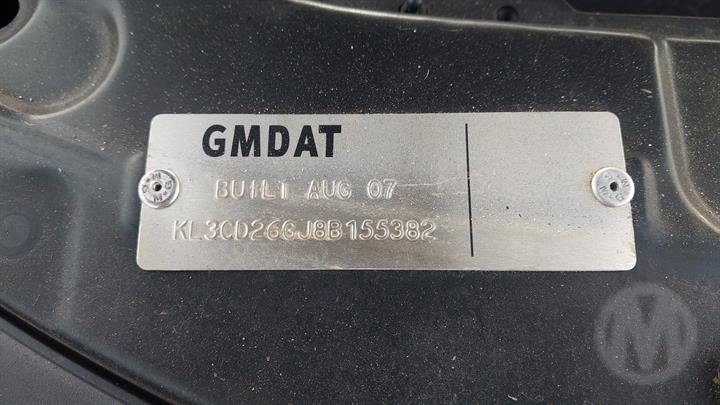 GMDAT
BUILT AUG 07
KL3CD26GJ8B155382
M